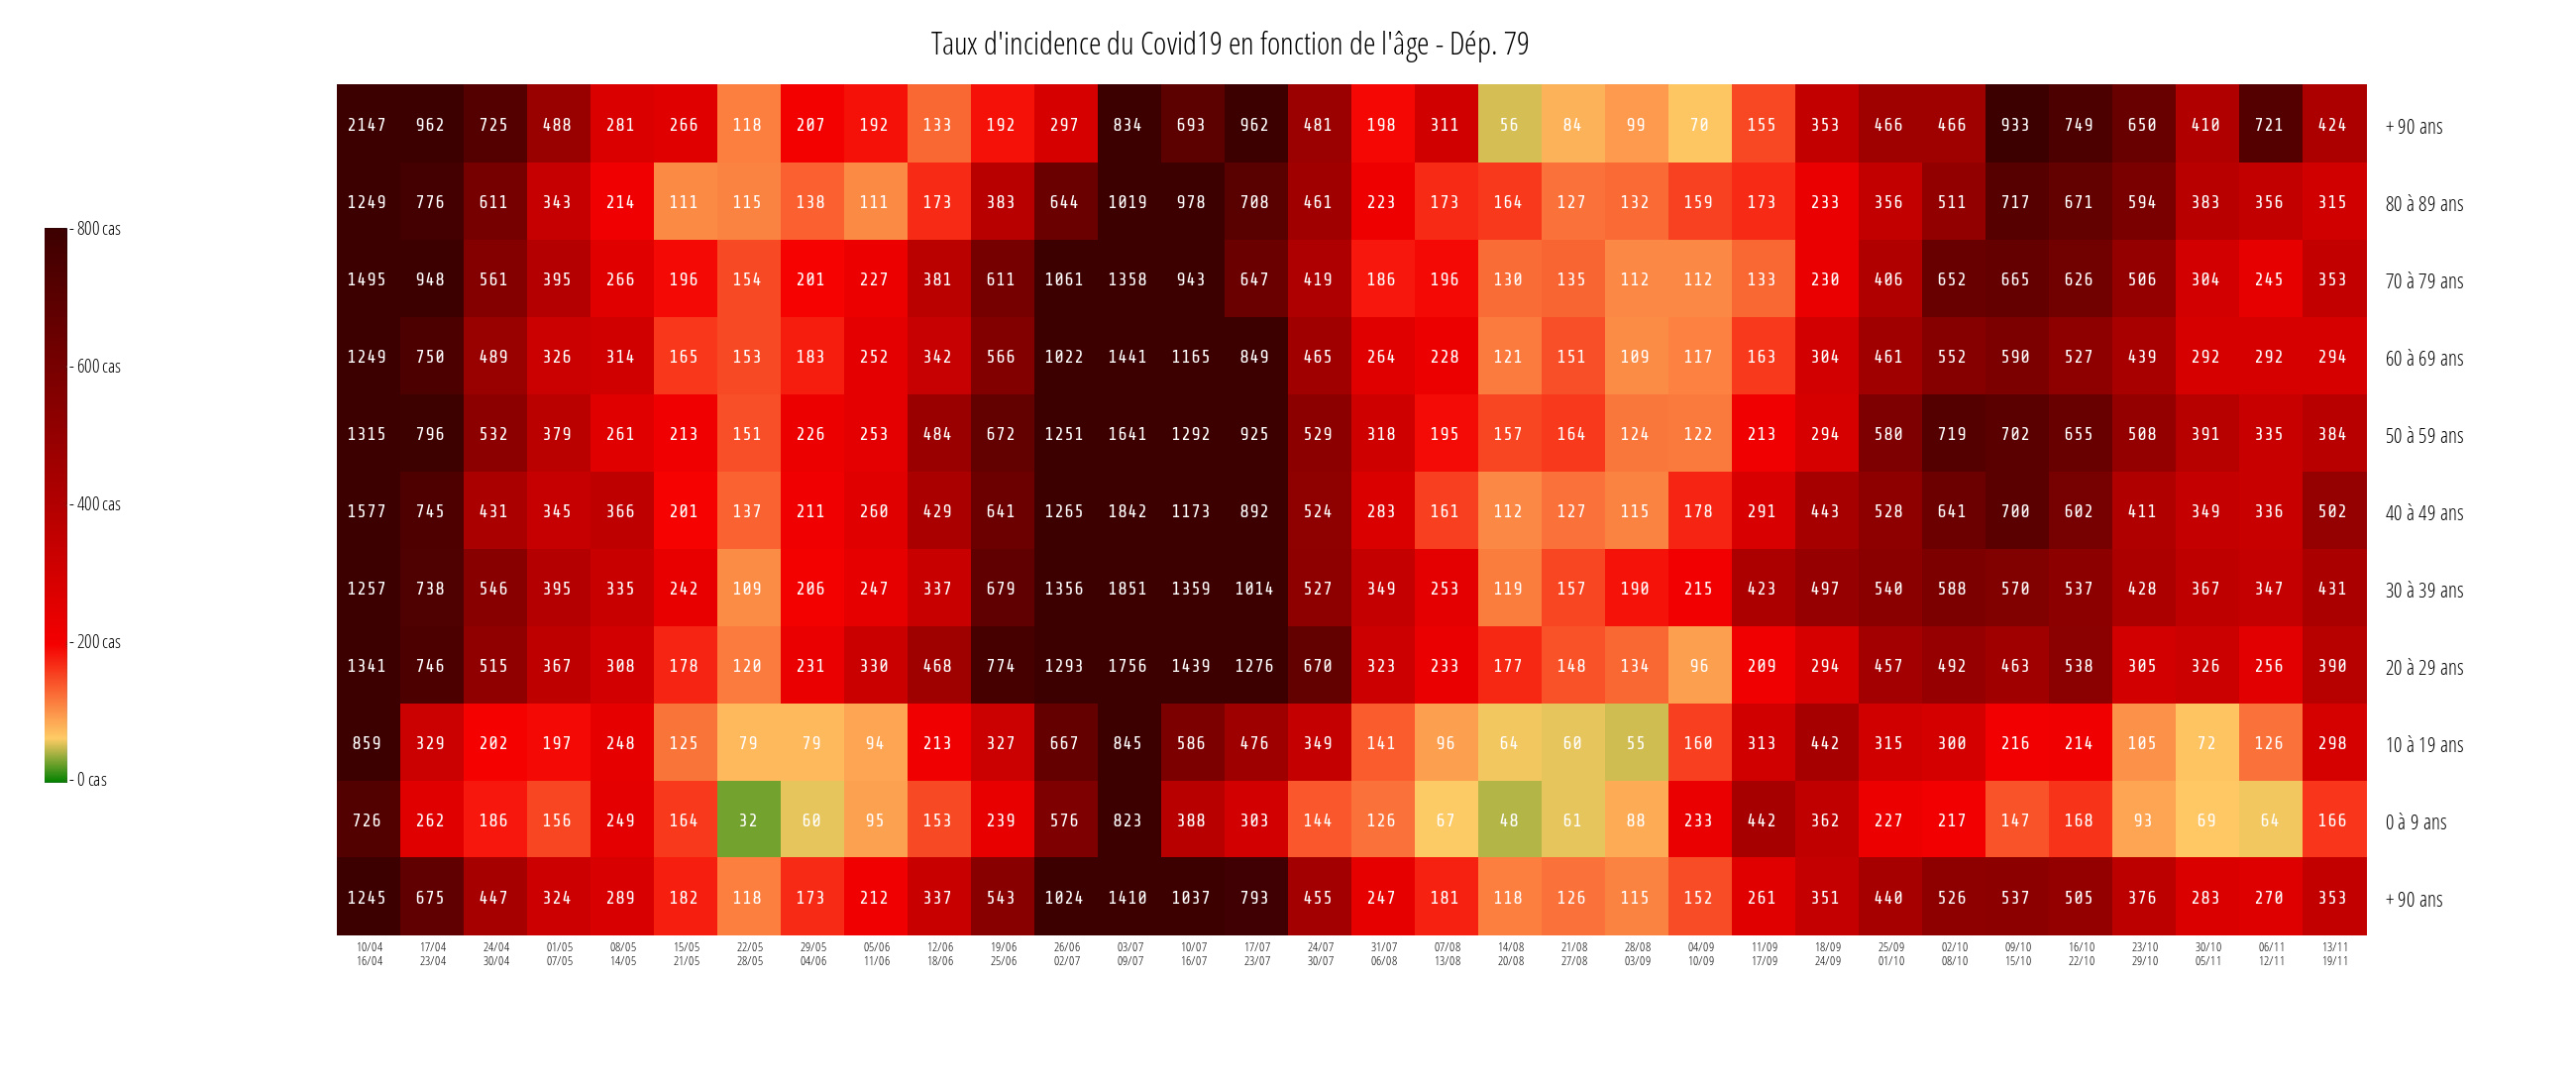 Taux d'incidence du Covid19 en fonction de l'âge - Dép. 79
2147 962 725 488 281 266 118 207 192 133 192 297 834 693 962 481 198 311 56 84 99 70 155 353 466 466 933 749 650 410 721 424 + 90 ans
1249 776 611 343 214 111 115 138 111 173 383 644 1019 978 708 461 223 173 164 127 132 159 173 233 356 511 717 671 594 383 356 315 80 à 89 ans
- 800 cas
1495 948 561 395 266 196 154 201 227 381 611 1061 1358 943 647 419 186 196 130 135 112 112 133 230 406 652 665 626 506 304 245 353 70 à 79 ans
1249 750 489 326 314 165 153 183 252 342 566 1022 1441 1165 849 465 264 228 121 151 109 117 163 304 461 552 590 527 439 292 292 294 60 à 69 ans
- 600 cas
1315 796 532 379 261 213 151 226 253 484 672 1251 1641 1292 925 529 318 195 157 164 124 122 213 294 580 719 702 655 508 391 335 384 50 à 59 ans
- 400 cas
1577 745 431 345 366 201 137 211 260 429 641 1265 1842 1173 892 524 283 161 112 127 115 178 291 443 528 641 700 602 411 349 336 502 40 à 49 ans
1257 738 546 395 335 242 109 206 247 337 679 1356 1851 1359 1014 527 349 253 119 157 190 215 423 497 540 588 570 537 428 367 347 431 30 à 39 ans
- 200 cas
1341 746 515 367 308 178 120 231 330 468 774 1293 1756 1439 1276 670 323 233 177 148 134 96 209 294 457 492 463 538 305 326 256 390 20 à 29 ans
859 329 202 197 248 125 79 79 94 213 327 667 845 586 476 349 141 96 64 60 55 160 313 442 315 300 216 214 105 72 126 298 10 à 19 ans
- 0 cas
726 262 186 156 249 164 32 60 95 153 239 576 823 388 303 144 126 67 48 61 88 233 442 362 227 217 147 168 93 69 64 166 0 à 9 ans
1245 675 447 324 289 182 118 173 212 337 543 1024 1410 1037 793 455 247 181 118 126 115 152 261 351 440 526 537 505 376 283 270 353 + 90 ans
10/04 17/04 24/04 01/05 08/05 15/05 22/05 29/05 05/06 12/06 19/06 26/06 03/07 10/07 17/07 24/07 31/07 07/08 14/08 21/08 28/08 04/09 11/09 18/09 25/09 02/10 09/10 16/10 23/10 30/10 06/11 13/11
16/04 23/04 30/04 07/05 14/05 21/05 28/05 04/06 11/06 18/06 25/06 02/07 09/07 16/07 23/07 30/07 06/08 13/08 20/08 27/08 03/09 10/09 17/09 24/09 01/10 08/10 15/10 22/10 29/10 05/11 12/11 19/11